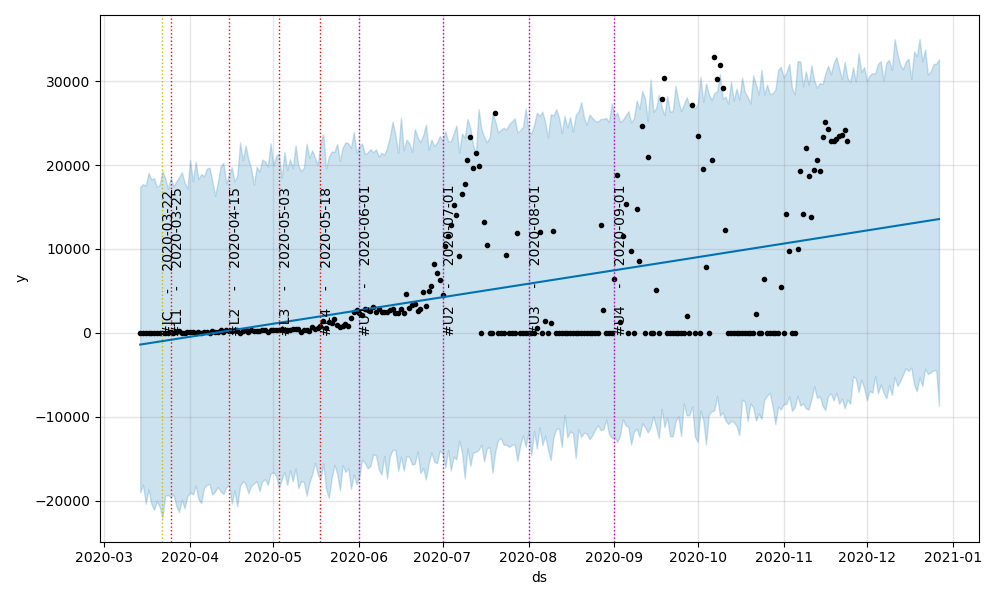 30000
20000
10000
0
−10000
−20000
y
#JC - 2020-03-22
#L1 - 2020-03-25
#L2 - 2020-04-15
#L3 - 2020-05-03
#L4 - 2020-05-18
#U1 - 2020-06-01
#U2 - 2020-07-01
#U3 - 2020-08-01
#U4 - 2020-09-01
2020-03
2020-04
2020-05
2020-06
2020-07
2020-08
2020-09
2020-10
2020-11
2020-12
2021-01
ds